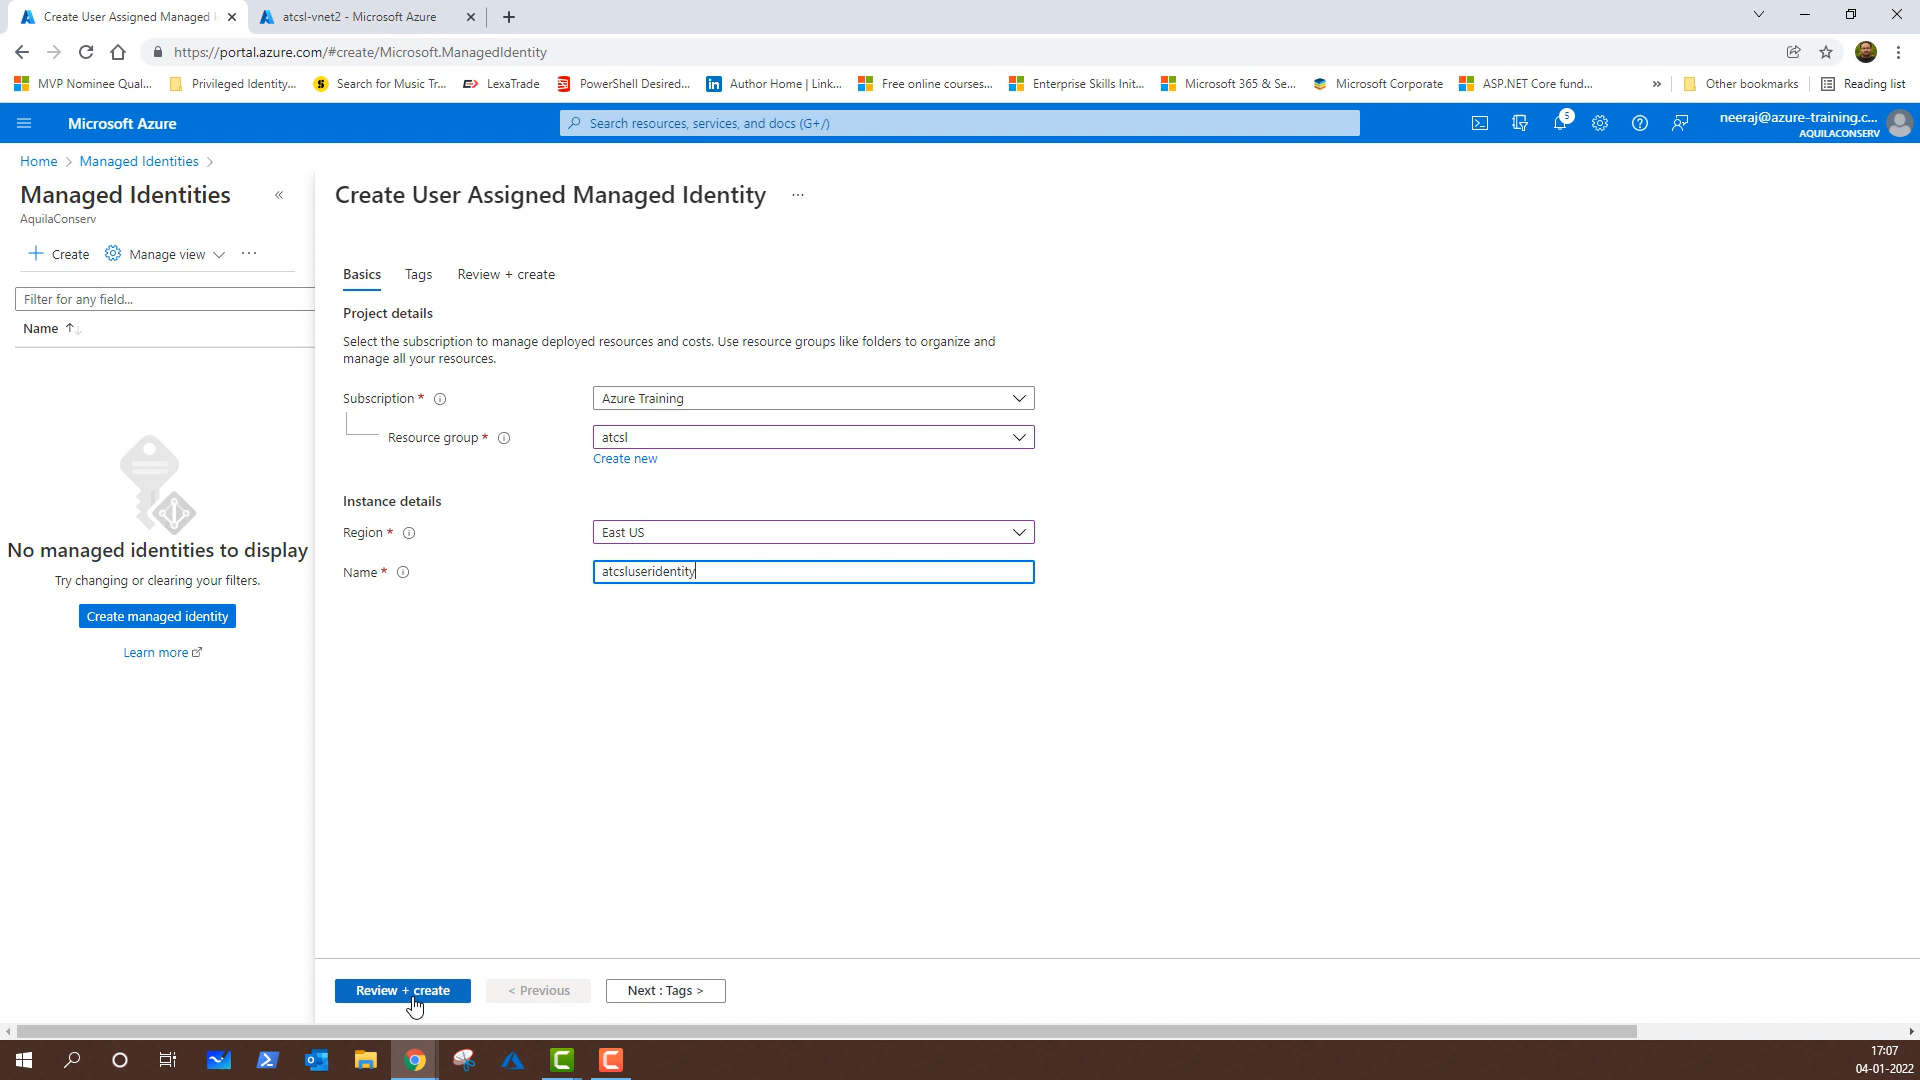 Create User Assigned Managed I
atcsl-vnet2 - Microsoft Azure
https://portal.azure.com/#create/Microsoft.ManagedIdentity
MVP Nominee Qual...
Privileged Identity...
Search for Music Tr...
LexaTrade
PowerShell Desired...
Author Home | Link...
Free online courses...
Enterprise Skills Init...
Microsoft 365 & Se...
Microsoft Corporate
ASP.NET Core fund...
»
Other bookmarks
Reading list
Microsoft Azure
Search resources, services, and docs (G+/)
5
neeraj@azure-training.c...
AQUILACONSERV
Home > Managed Identities >
Managed Identities
«
AquilaConserv
Create
Manage view
...
Filter for any field...
Name ↑↓
No managed identities to display
Try changing or clearing your filters.
Create managed identity
Learn more
Create User Assigned Managed Identity ...
Basics
Tags
Review + create
Project details
Select the subscription to manage deployed resources and costs. Use resource groups like folders to organize and
manage all your resources.
Subscription *
Azure Training
Resource group *
atcsl
Create new
Instance details
Region *
East US
Name *
atcsluseridentity
Review + create
< Previous
Next : Tags >
17:07
04-01-2022